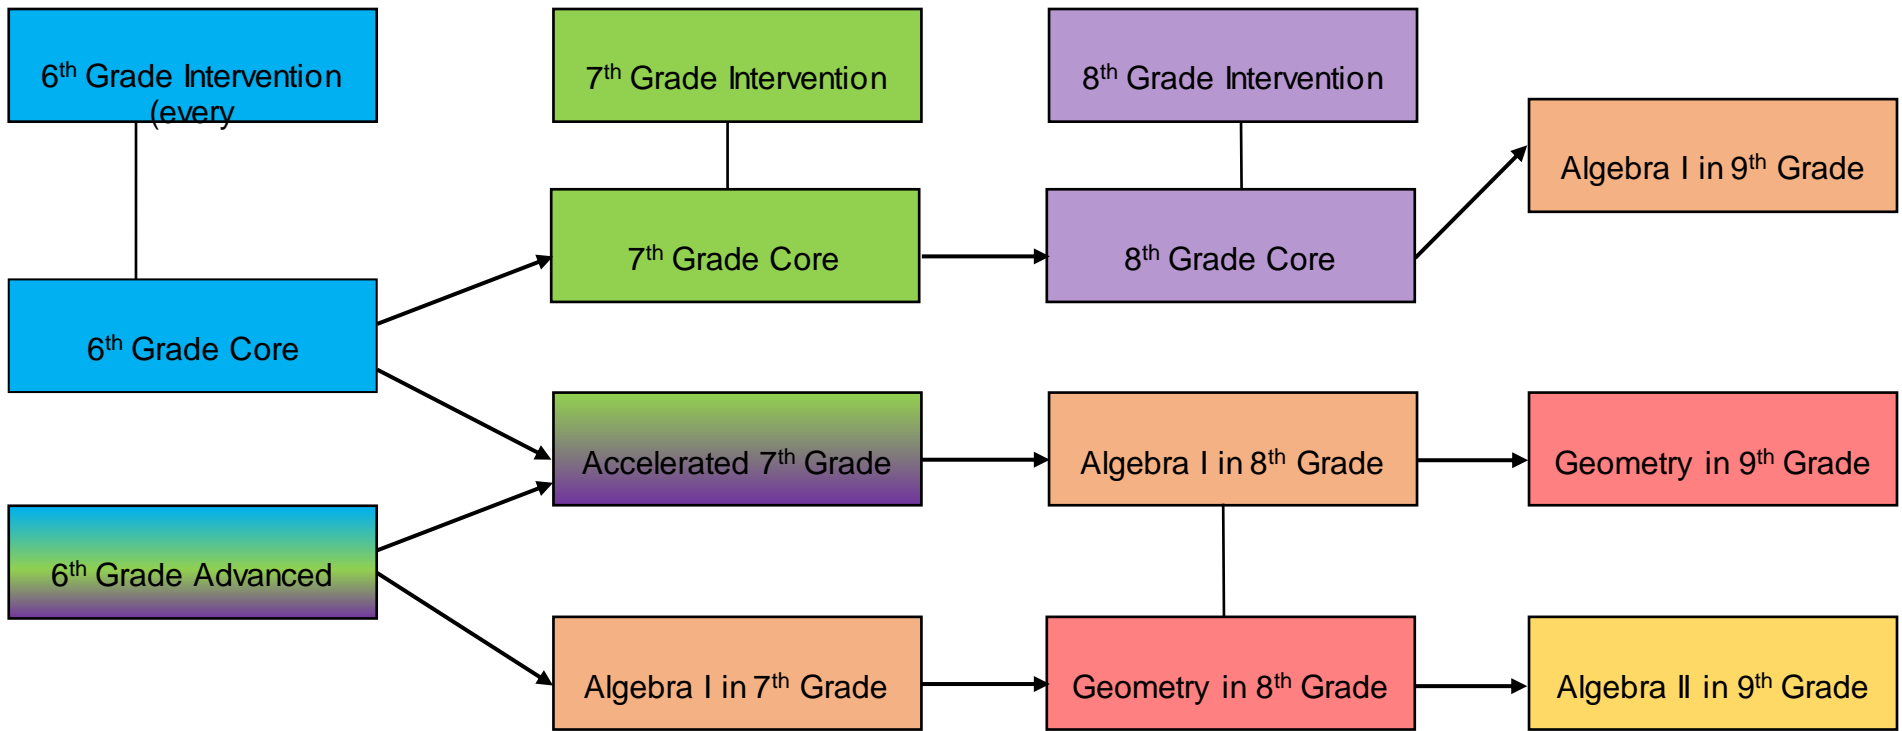 6th Grade Intervention
(every
7th Grade Intervention
8th Grade Intervention
Algebra I in 9th Grade
6th Grade Core
7th Grade Core
8th Grade Core
Accelerated 7th Grade
Algebra I in 8th Grade
Geometry in 9th Grade
6th Grade Advanced
Algebra I in 7th Grade
Geometry in 8th Grade
Algebra II in 9th Grade